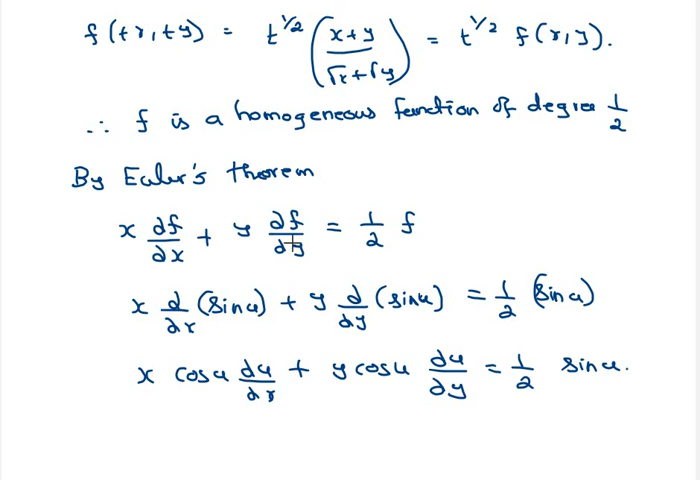 f(tx, ty) = t^1/2 (x+y / √x+√y) = t^1/2 f(x,y).
∴ f is a homogeneous function of degree 1/2
By Euler's theorem
x ∂f/∂x + y ∂f/∂y = 1/2 f
x ∂/∂x (sin u) + y ∂/∂y (sin u) = 1/2 (sin u)
x cos u ∂u/∂x + y cos u ∂u/∂y = 1/2 sin u.